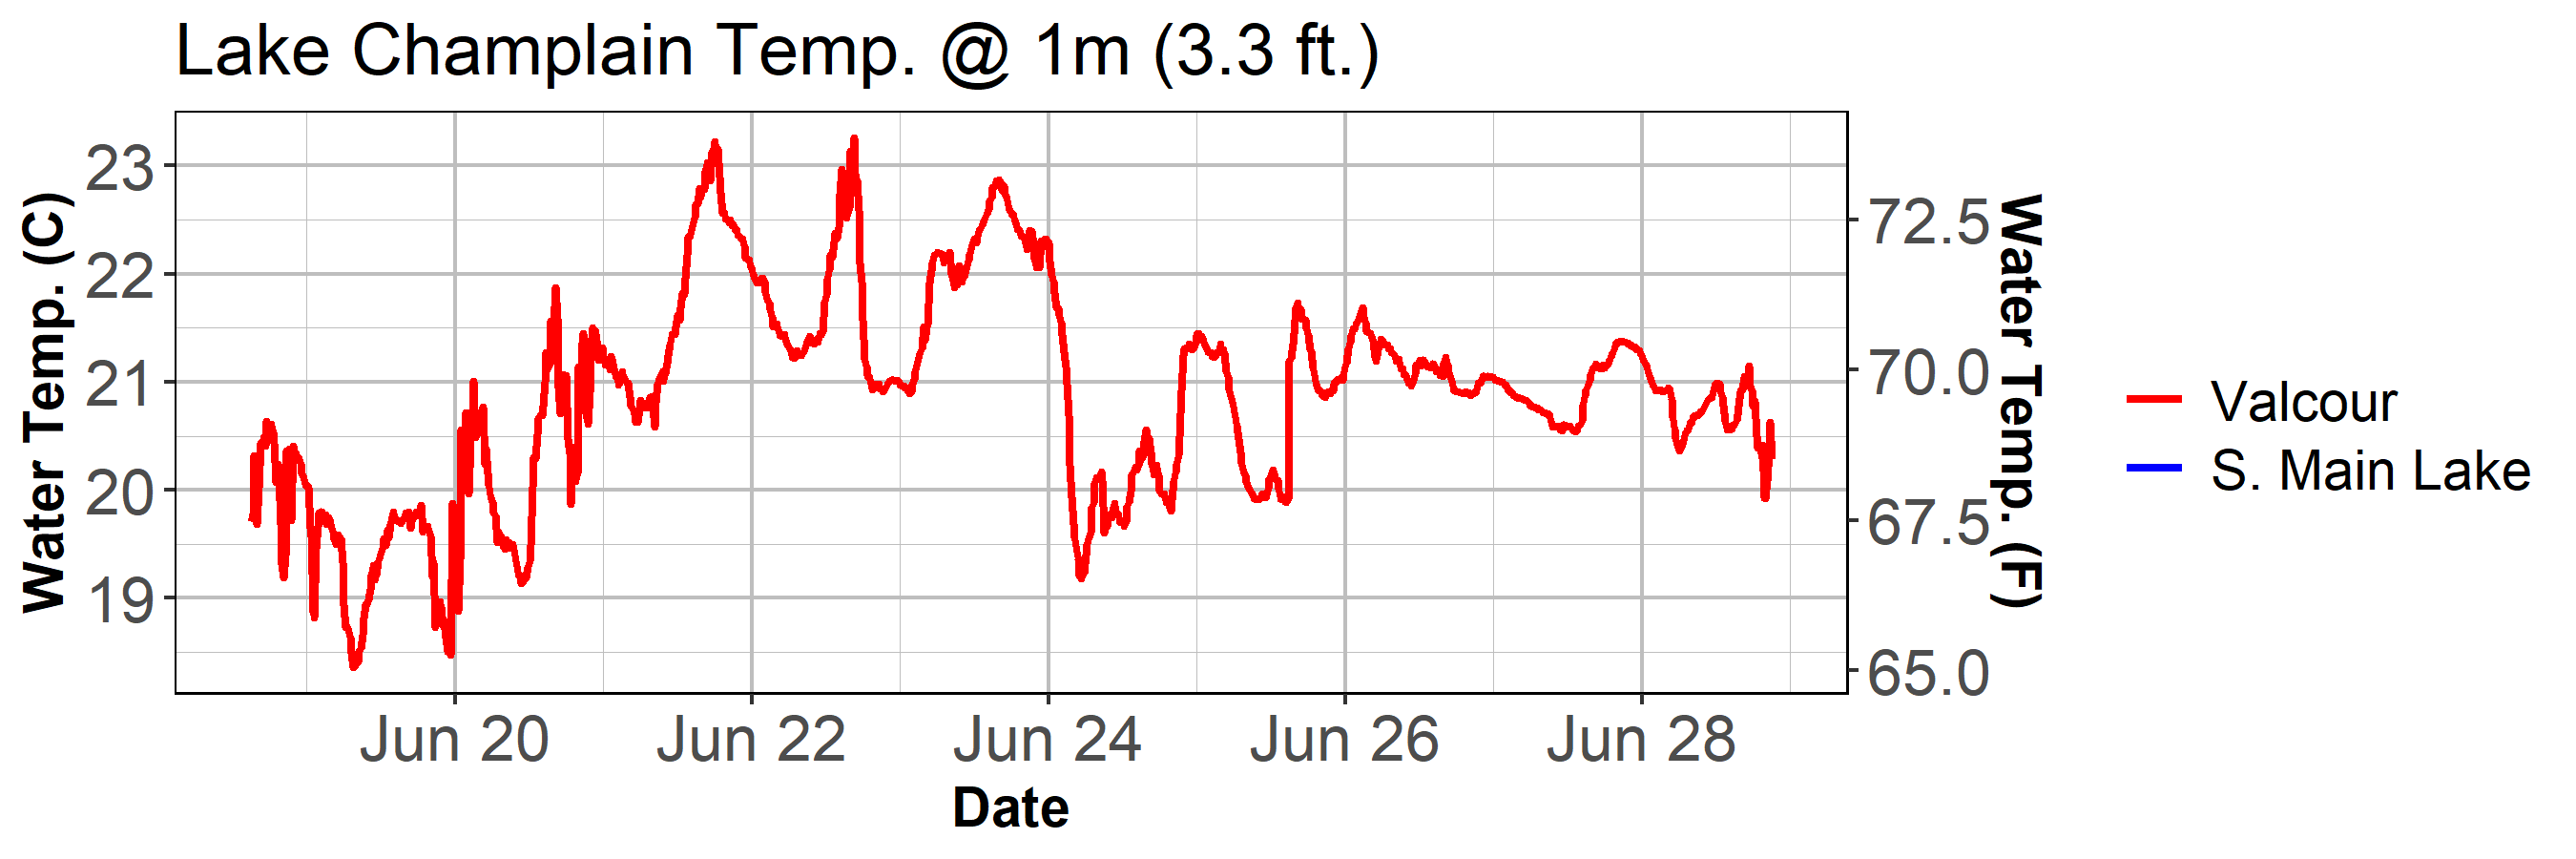 Lake Champlain Temp. @ 1m (3.3 ft.)
Water Temp. (C)
23
22
21
20
19
72.5
70.0
67.5
65.0
Water Temp. (F)
Jun 20
Jun 22
Jun 24
Jun 26
Jun 28
Date
Valcour
S. Main Lake